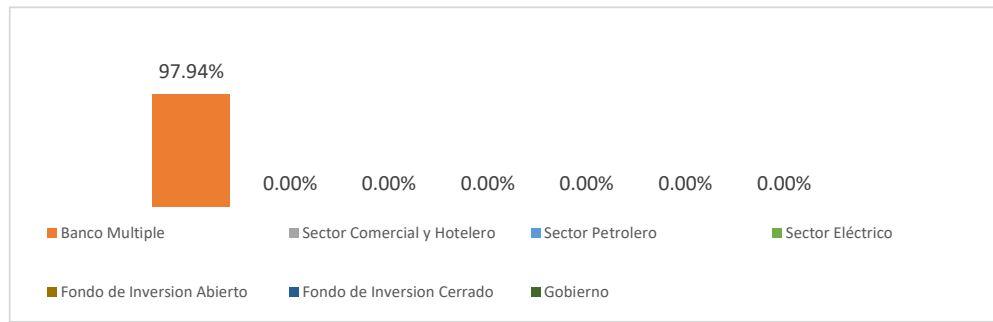 97.94%
0.00% 0.00% 0.00% 0.00% 0.00% 0.00%
Banco Multiple Sector Comercial y Hotelero Sector Petrolero Sector Eléctrico
Fondo de Inversion Abierto Fondo de Inversion Cerrado Gobierno